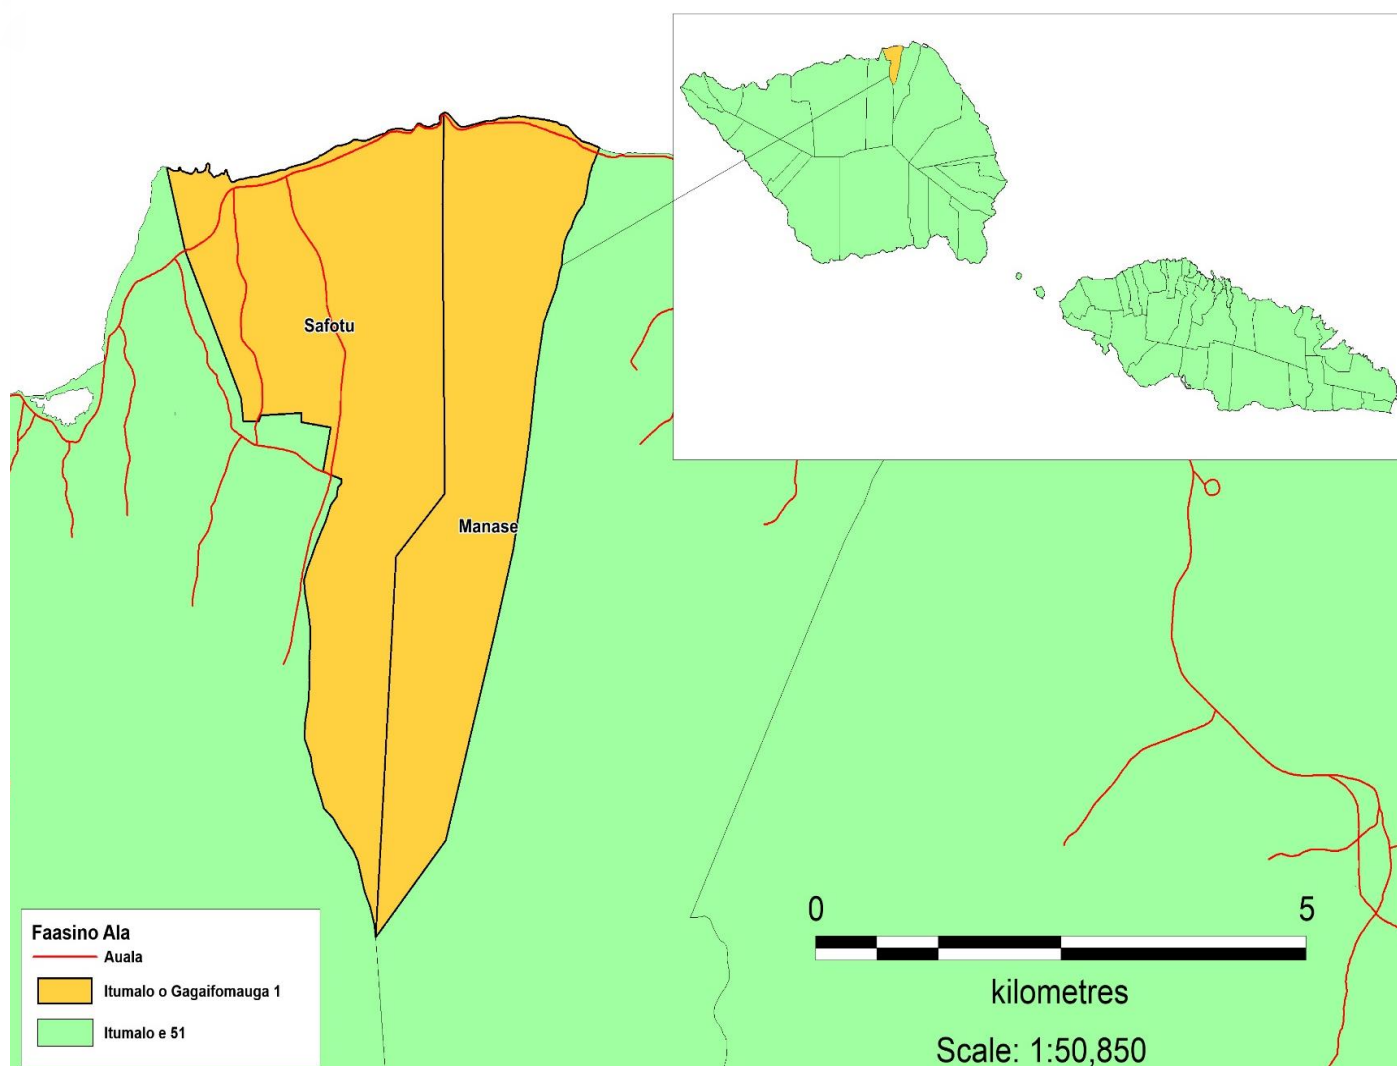 Safotu
Manase
Faasino Ala
Auala
Itumalo o Gagaifomauga 1
Itumalo e 51
0 5
kilometres
Scale: 1:50,850